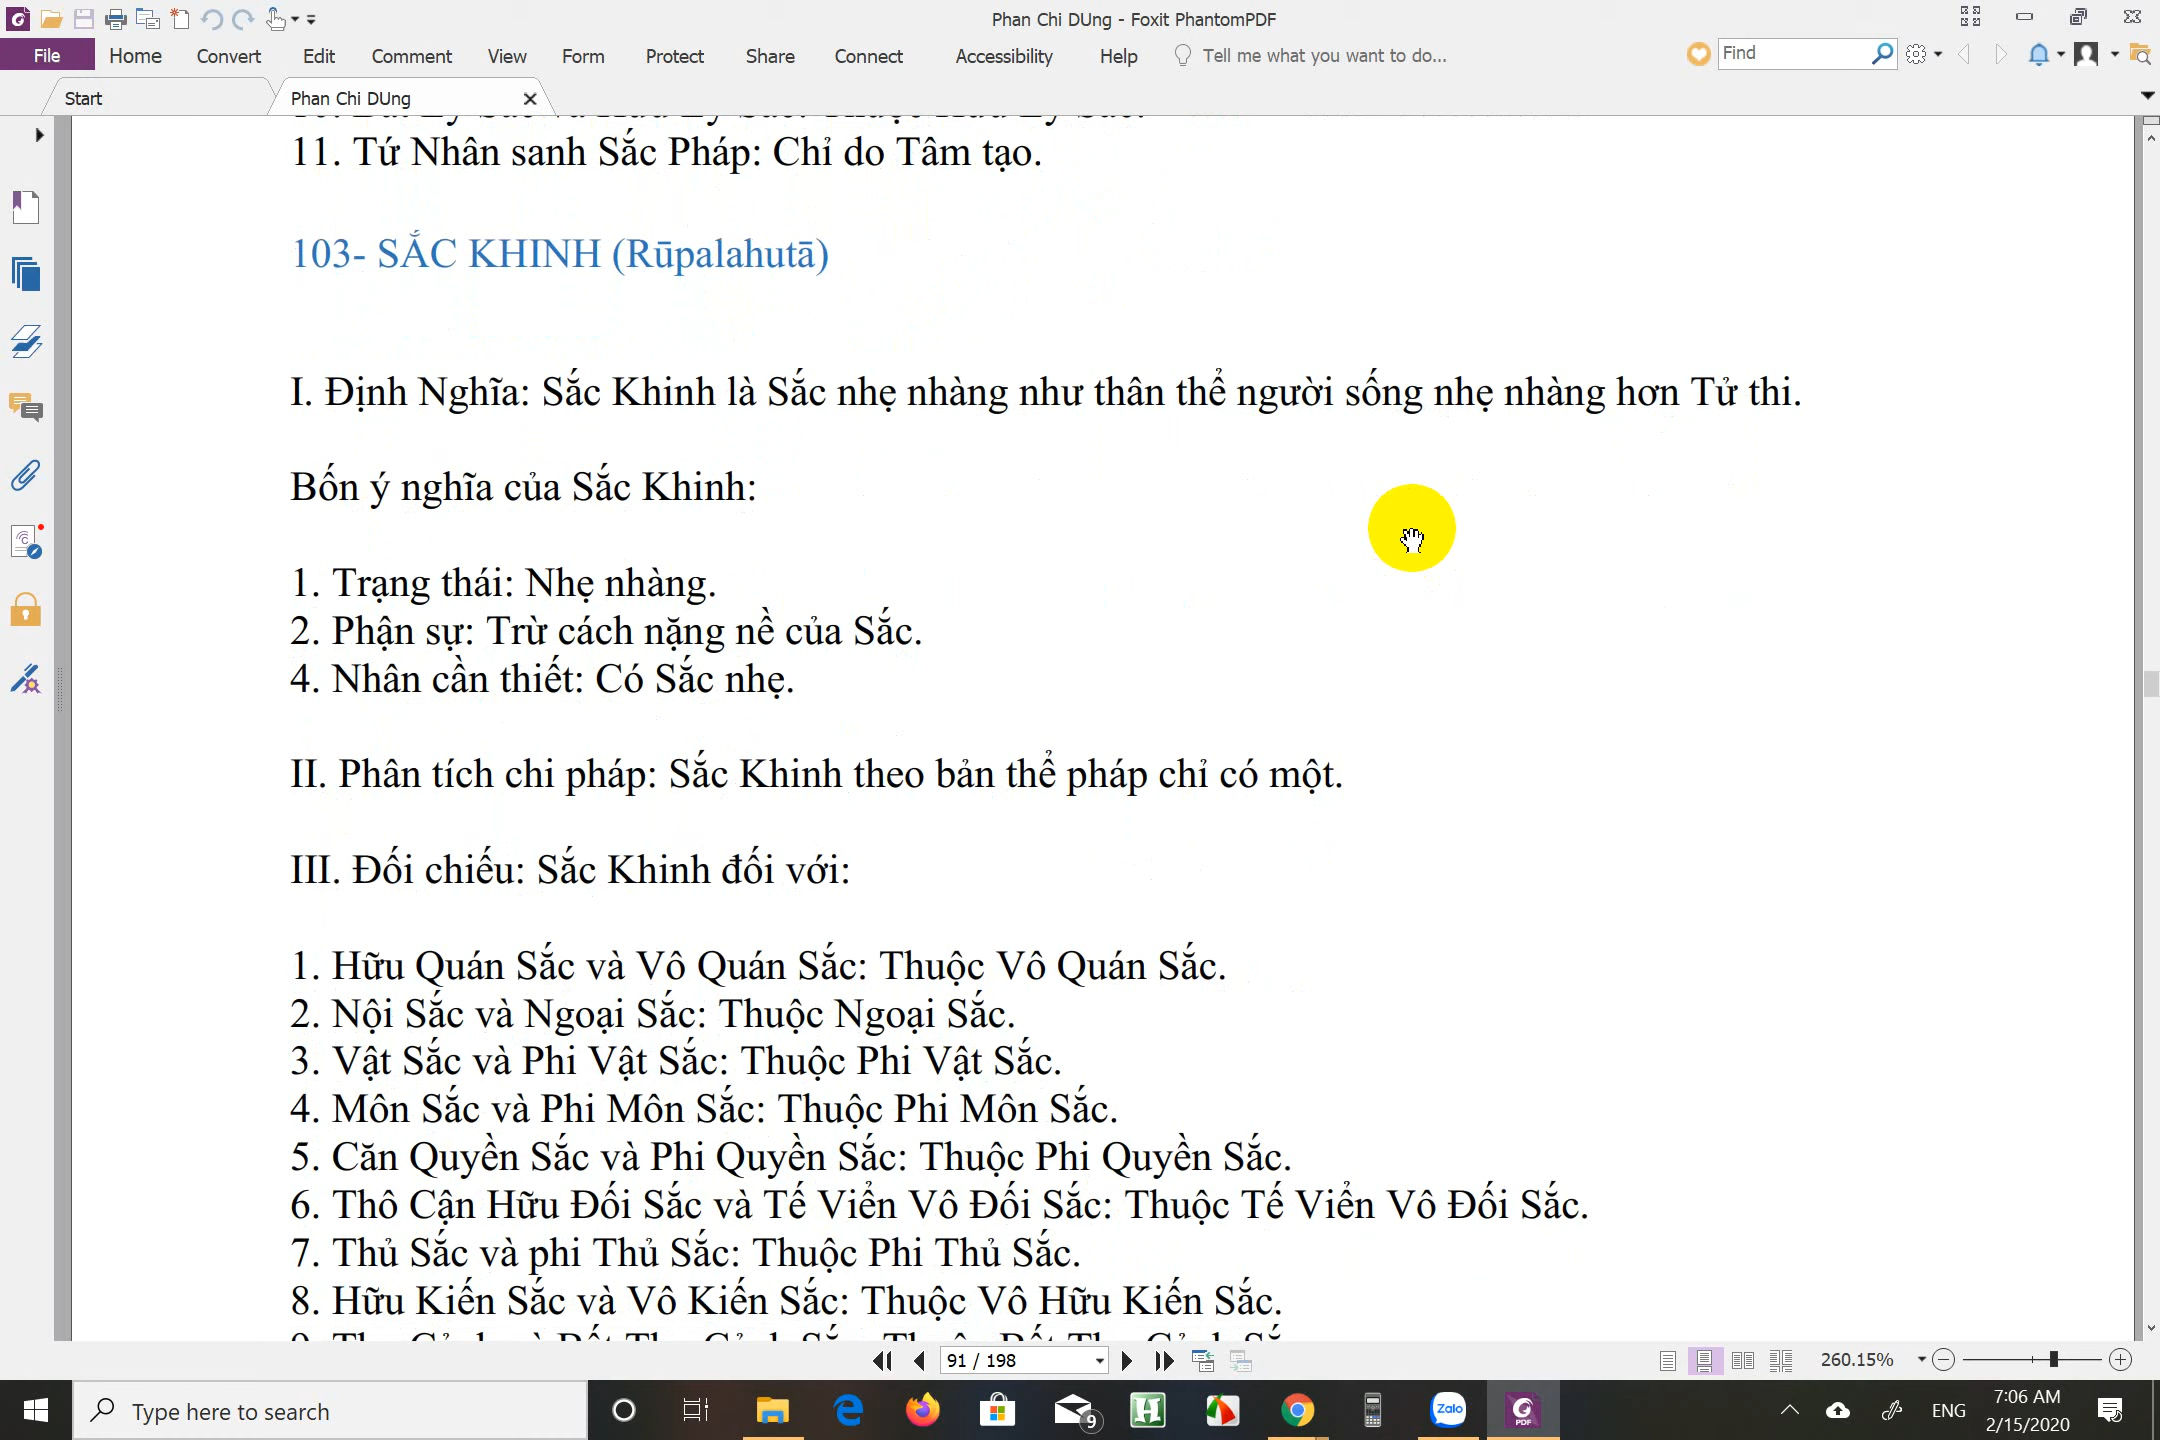 Phan Chi DUng - Foxit PhantomPDF
File Home Convert Edit Comment View Form Protect Share Connect Accessibility Help Tell me what you want to do... Find
Start Phan Chi DUng
11. Tứ Nhân sanh Sắc Pháp: Chỉ do Tâm tạo.
103- SẮC KHINH (Rūpalahutā)
I. Định Nghĩa: Sắc Khinh là Sắc nhẹ nhàng như thân thể người sống nhẹ nhàng hơn Tử thi.
Bốn ý nghĩa của Sắc Khinh:
1. Trạng thái: Nhẹ nhàng.
2. Phận sự: Trừ cách nặng nề của Sắc.
4. Nhân cần thiết: Có Sắc nhẹ.
II. Phân tích chi pháp: Sắc Khinh theo bản thể pháp chỉ có một.
III. Đối chiếu: Sắc Khinh đối với:
1. Hữu Quán Sắc và Vô Quán Sắc: Thuộc Vô Quán Sắc.
2. Nội Sắc và Ngoại Sắc: Thuộc Ngoại Sắc.
3. Vật Sắc và Phi Vật Sắc: Thuộc Phi Vật Sắc.
4. Môn Sắc và Phi Môn Sắc: Thuộc Phi Môn Sắc.
5. Căn Quyền Sắc và Phi Quyền Sắc: Thuộc Phi Quyền Sắc.
6. Thô Cận Hữu Đối Sắc và Tế Viển Vô Đối Sắc: Thuộc Tế Viển Vô Đối Sắc.
7. Thủ Sắc và phi Thủ Sắc: Thuộc Phi Thủ Sắc.
8. Hữu Kiến Sắc và Vô Kiến Sắc: Thuộc Vô Hữu Kiến Sắc.
91 / 198 260.15%
Type here to search 9 Zalo PDF ENG 7:06 AM
2/15/2020